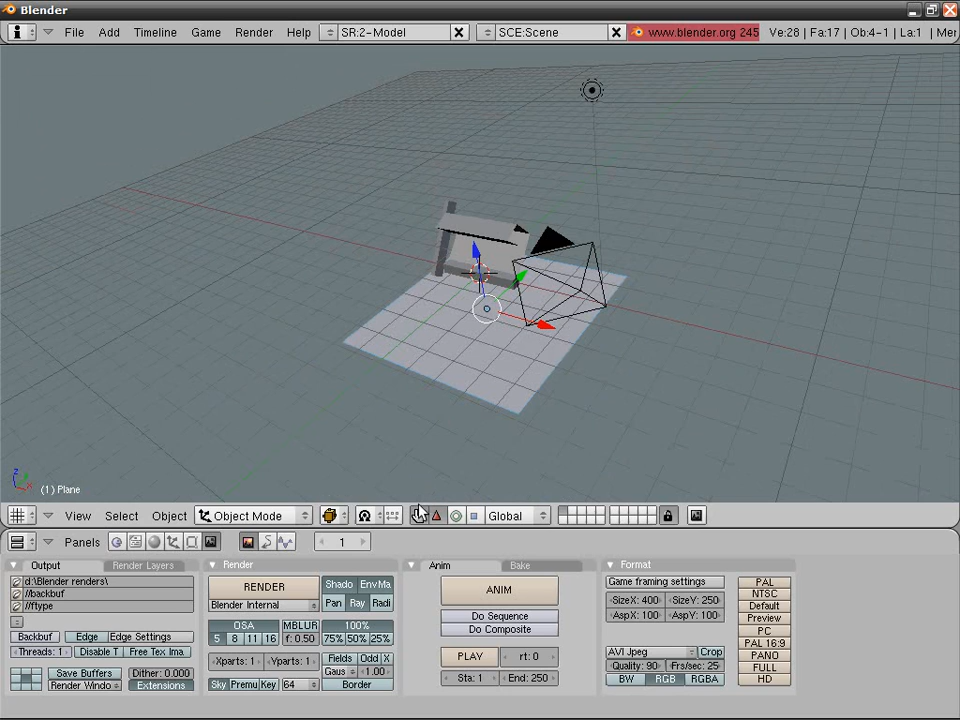 Blender
File Add Timeline Game Render Help SR:2-Model SCE:Scene www.blender.org 245 Ve:28 | Fa:17 | Ob:4-1 | La:1 | Mer
z
x
(1) Plane
View Select Object Object Mode Global
Panels 1
Output Render Layers
d:\Blender renders\
//backbuf
//ftype
Backbuf Edge Edge Settings
Threads: 1 Disable T Free Tex Ima
Save Buffers Dither: 0.000
Render Windo Extensions
Render
RENDER
Blender Internal
Shado EnvMa
Pan Ray Radi
OSA MBLUR 100%
5 8 11 16 Bf: 0.50 75% 50% 25%
Xparts: 1 Yparts: 1 Fields Odd X
Gaus 1.00
Sky Premu Key 64 Border
Anim Bake
ANIM
Do Sequence
Do Composite
PLAY rt: 0
Sta: 1 End: 250
Format
Game framing settings
SizeX: 400 SizeY: 250
AspX: 100 AspY: 100
AVI Jpeg Crop
Quality: 90 Frs/sec: 25
BW RGB RGBA
PAL
NTSC
Default
Preview
PC
PAL 16:9
PANO
FULL
HD